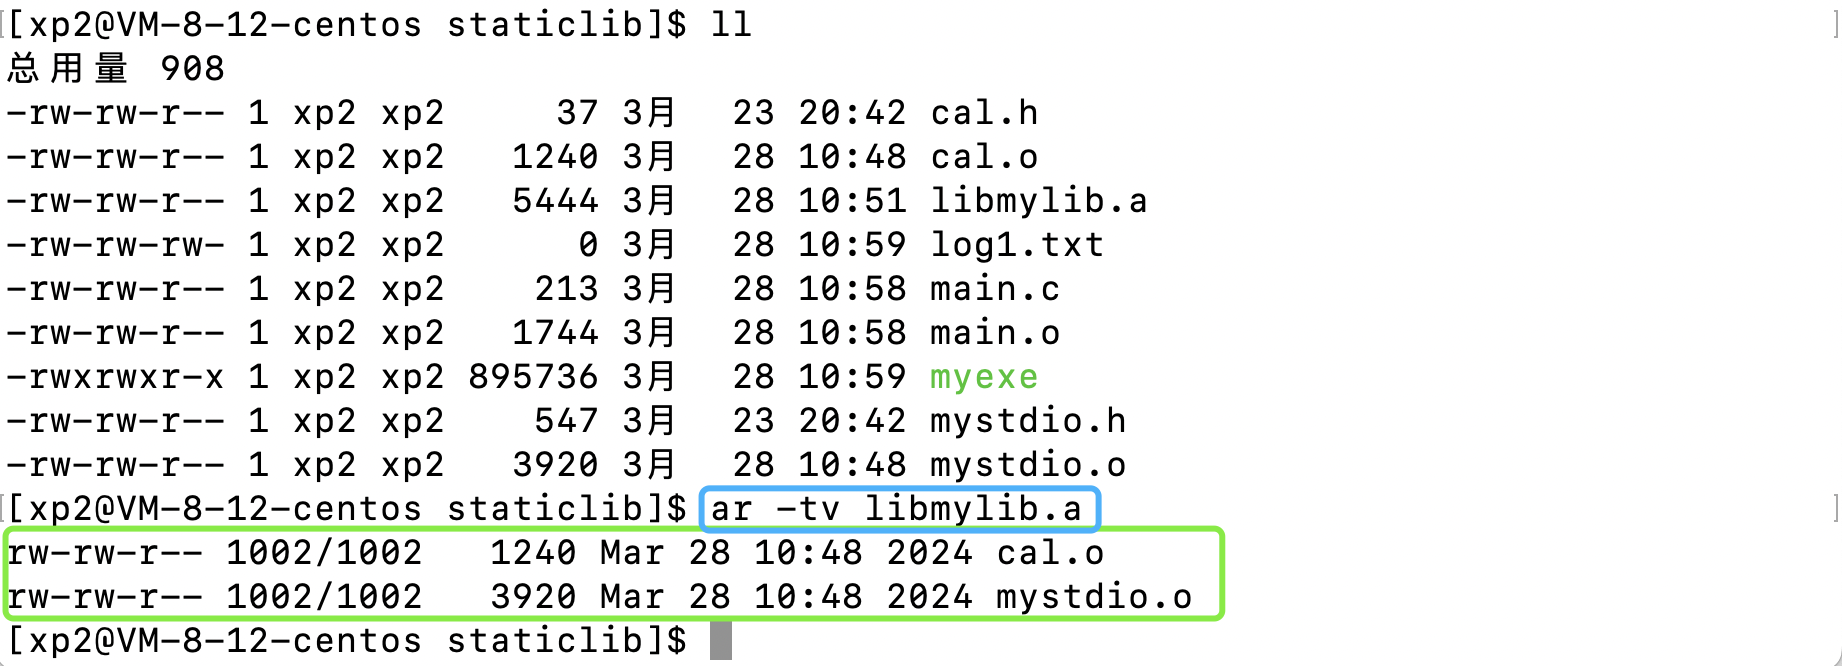 [xp2@VM-8-12-centos staticlib]$ ll
总用量 908
-rw-rw-r-- 1 xp2 xp2     37 3月  23 20:42 cal.h
-rw-rw-r-- 1 xp2 xp2   1240 3月  28 10:48 cal.o
-rw-rw-r-- 1 xp2 xp2   5444 3月  28 10:51 libmylib.a
-rw-rw-rw- 1 xp2 xp2      0 3月  28 10:59 log1.txt
-rw-rw-r-- 1 xp2 xp2    213 3月  28 10:58 main.c
-rw-rw-r-- 1 xp2 xp2   1744 3月  28 10:58 main.o
-rwxrwxr-x 1 xp2 xp2 895736 3月  28 10:59 myexe
-rw-rw-r-- 1 xp2 xp2    547 3月  23 20:42 mystdio.h
-rw-rw-r-- 1 xp2 xp2   3920 3月  28 10:48 mystdio.o
[xp2@VM-8-12-centos staticlib]$ ar -tv libmylib.a
rw-rw-r-- 1002/1002   1240 Mar 28 10:48 2024 cal.o
rw-rw-r-- 1002/1002   3920 Mar 28 10:48 2024 mystdio.o
[xp2@VM-8-12-centos staticlib]$